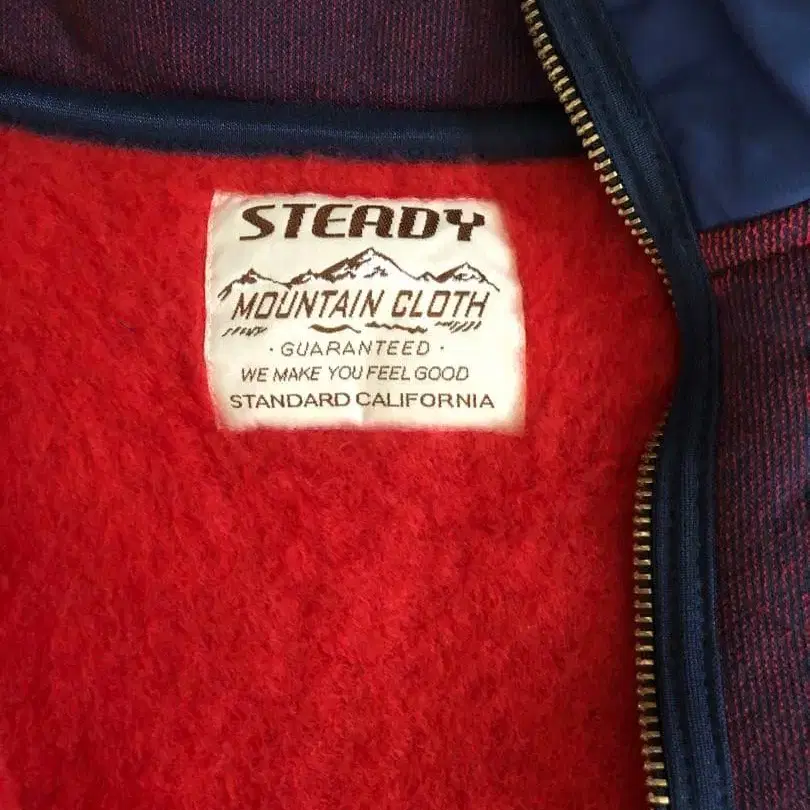 STEADY
MOUNTAIN CLOTH
· GUARANTEED ·
WE MAKE YOU FEEL GOOD
STANDARD CALIFORNIA